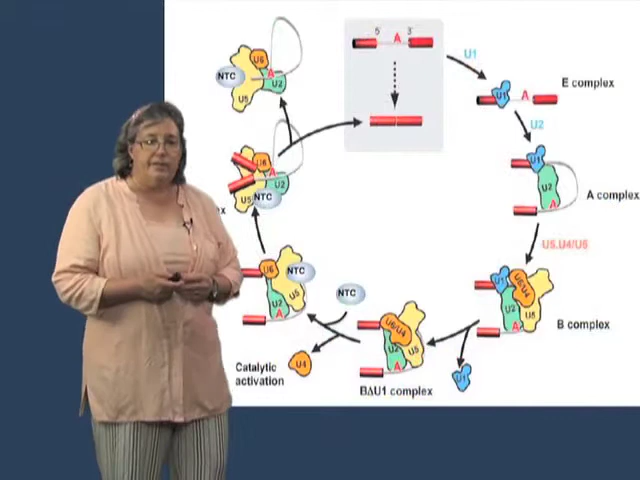 5' A 3'
U1
U6
NTC
A
U2
U5
U1
A
E complex
U2
U1
U2
A
A complex
U6
A
U2
U5
NTC
ex
U5.U4/U6
U6
NTC
U2
U5
A
U1
U6/U4
U2
U5
A
B complex
NTC
U6/U4
U2
U5
A
U4
U1
Catalytic
activation
BΔU1 complex